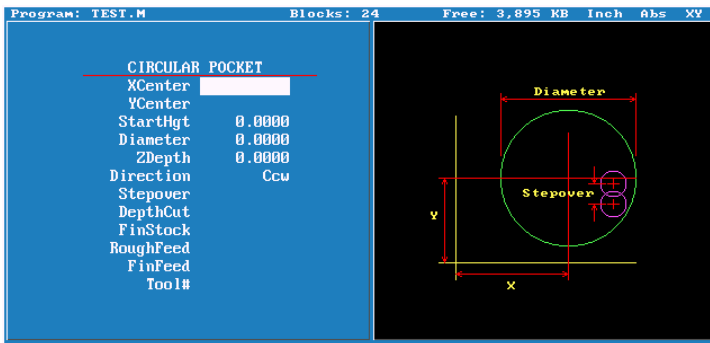 Program: TEST.M Blocks: 24 Free: 3,895 KB Inch Abs XY
CIRCULAR POCKET
XCenter
YCenter
StartHgt 0.0000
Diameter 0.0000
ZDepth 0.0000
Direction Ccw
Stepover
DepthCut
FinStock
RoughFeed
FinFeed
Tool#
Diameter
Stepover
Y
X